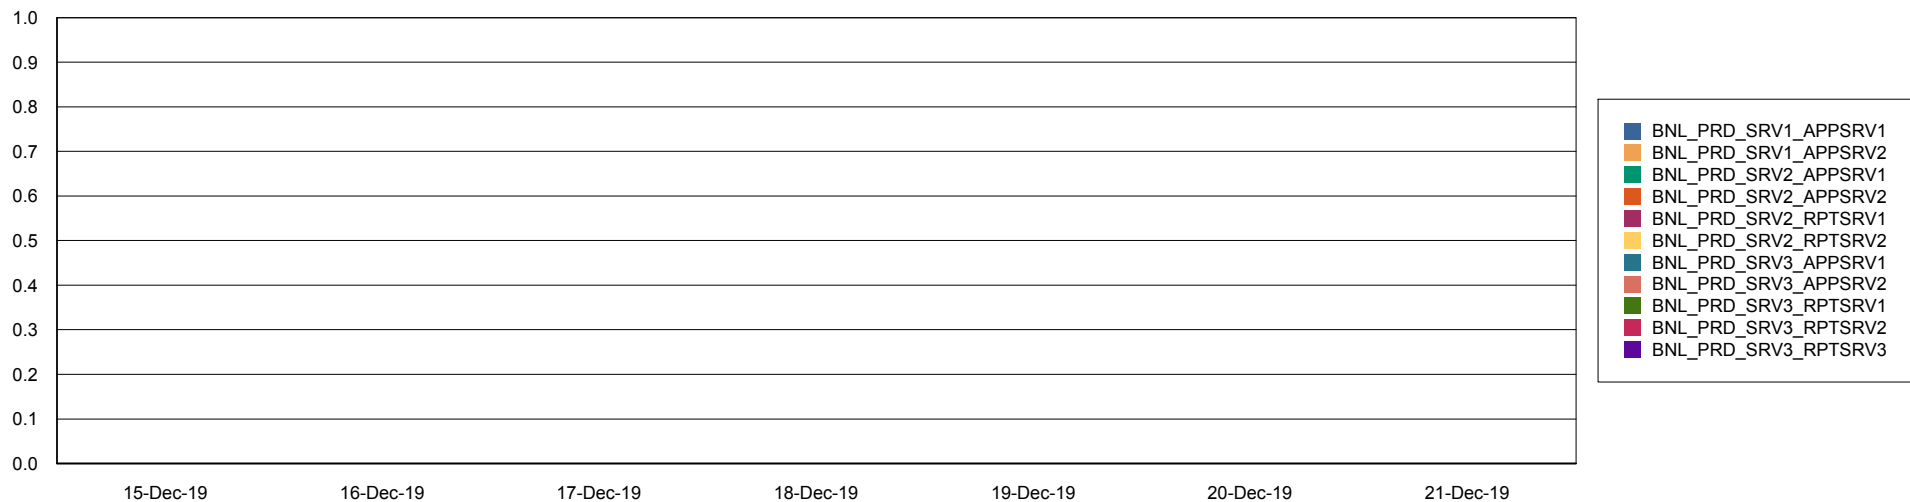 1.0
0.9
0.8
0.7
0.6
0.5
0.4
0.3
0.2
0.1
0.0
15-Dec-19 16-Dec-19 17-Dec-19 18-Dec-19 19-Dec-19 20-Dec-19 21-Dec-19
BNL_PRD_SRV1_APPSRV1
BNL_PRD_SRV1_APPSRV2
BNL_PRD_SRV2_APPSRV1
BNL_PRD_SRV2_APPSRV2
BNL_PRD_SRV2_RPTSRV1
BNL_PRD_SRV2_RPTSRV2
BNL_PRD_SRV3_APPSRV1
BNL_PRD_SRV3_APPSRV2
BNL_PRD_SRV3_RPTSRV1
BNL_PRD_SRV3_RPTSRV2
BNL_PRD_SRV3_RPTSRV3